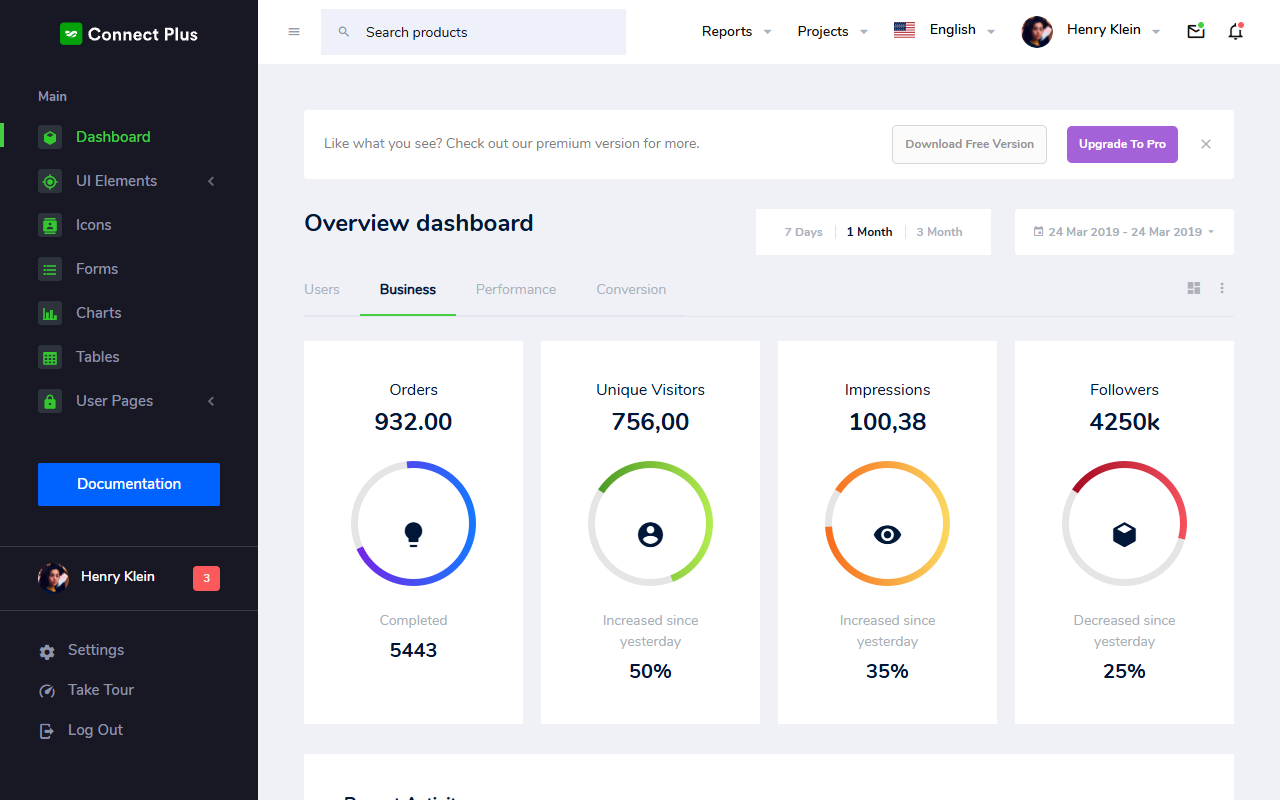 Connect Plus
Search products
Reports
Projects
English
Henry Klein
Main
Dashboard
UI Elements
Icons
Forms
Charts
Tables
User Pages
Documentation
Henry Klein
3
Settings
Take Tour
Log Out
Like what you see? Check out our premium version for more.
Download Free Version
Upgrade To Pro
Overview dashboard
7 Days
1 Month
3 Month
24 Mar 2019 - 24 Mar 2019
Users
Business
Performance
Conversion
Orders
932.00
Completed
5443
Unique Visitors
756,00
Increased since
yesterday
50%
Impressions
100,38
Increased since
yesterday
35%
Followers
4250k
Decreased since
yesterday
25%
Recent Activity